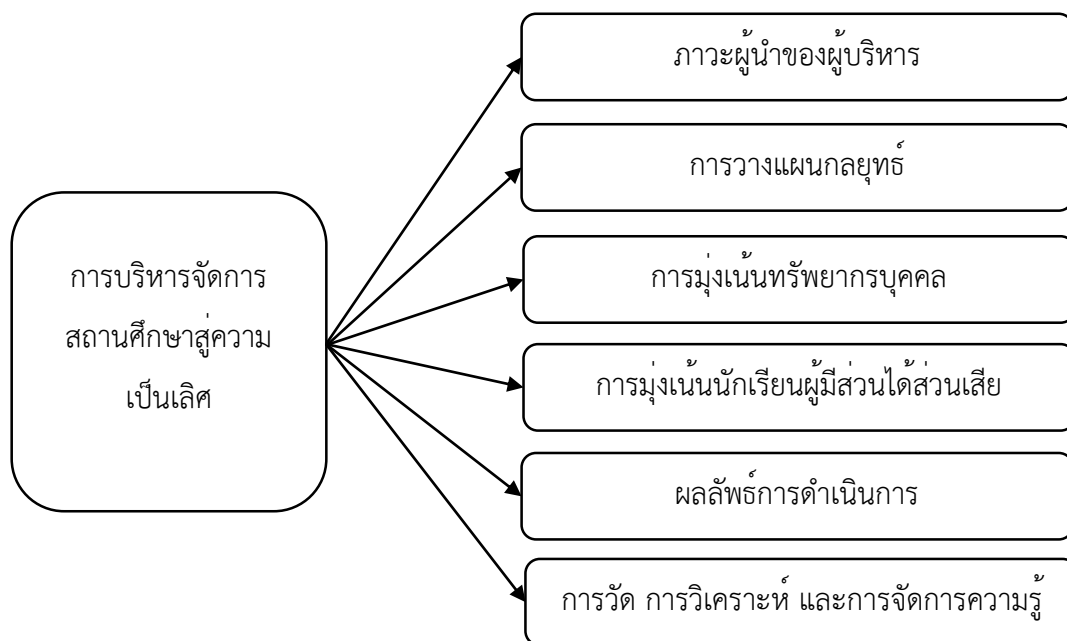 ภาวะผู้นำของผู้บริหาร
การวางแผนกลยุทธ์
การบริหารจัดการ
สถานศึกษาสู่ความ
เป็นเลิศ
การมุ่งเน้นทรัพยากรบุคคล
การมุ่งเน้นนักเรียนผู้มีส่วนได้ส่วนเสีย
ผลลัพธ์การดำเนินการ
การวัด การวิเคราะห์ และการจัดการความรู้